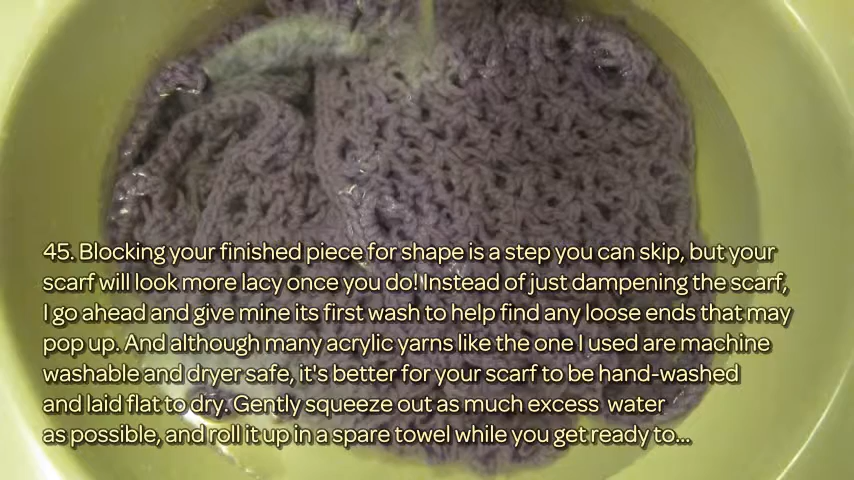 45. Blocking your finished piece for shape is a step you can skip, but your
scarf will look more lacy once you do! Instead of just dampening the scarf,
I go ahead and give mine its first wash to help find any loose ends that may
pop up. And although many acrylic yarns like the one I used are machine
washable and dryer safe, it's better for your scarf to be hand-washed
and laid flat to dry. Gently squeeze out as much excess water
as possible, and roll it up in a spare towel while you get ready to...